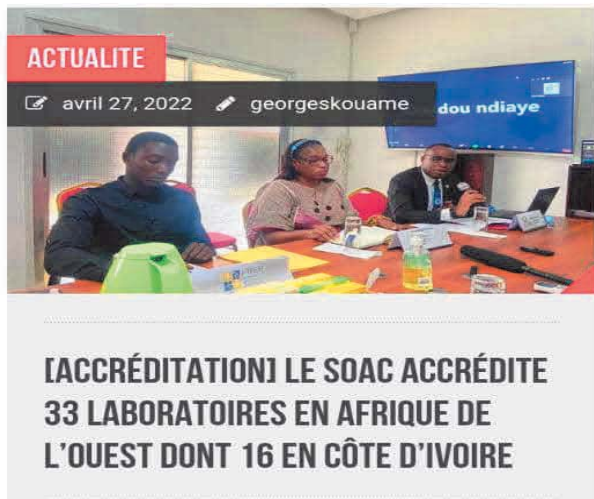 ACTUALITE
avril 27, 2022 georgeskouame
dou ndiaye
[ACCRÉDITATION] LE SOAC ACCRÉDITE
33 LABORATOIRES EN AFRIQUE DE
L'OUEST DONT 16 EN CÔTE D'IVOIRE